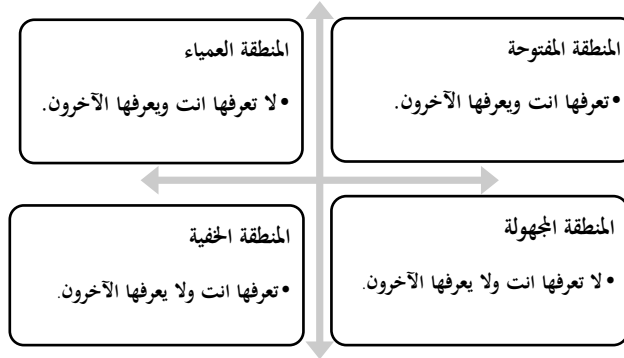 المنطقة المفتوحة
•تعرفها انت ويعرفها الآخرون.
المنطقة العمياء
•لا تعرفها انت ويعرفها الآخرون.
المنطقة المجهولة
•لا تعرفها انت ولا يعرفها الآخرون.
المنطقة الخفية
•تعرفها انت ولا يعرفها الآخرون.